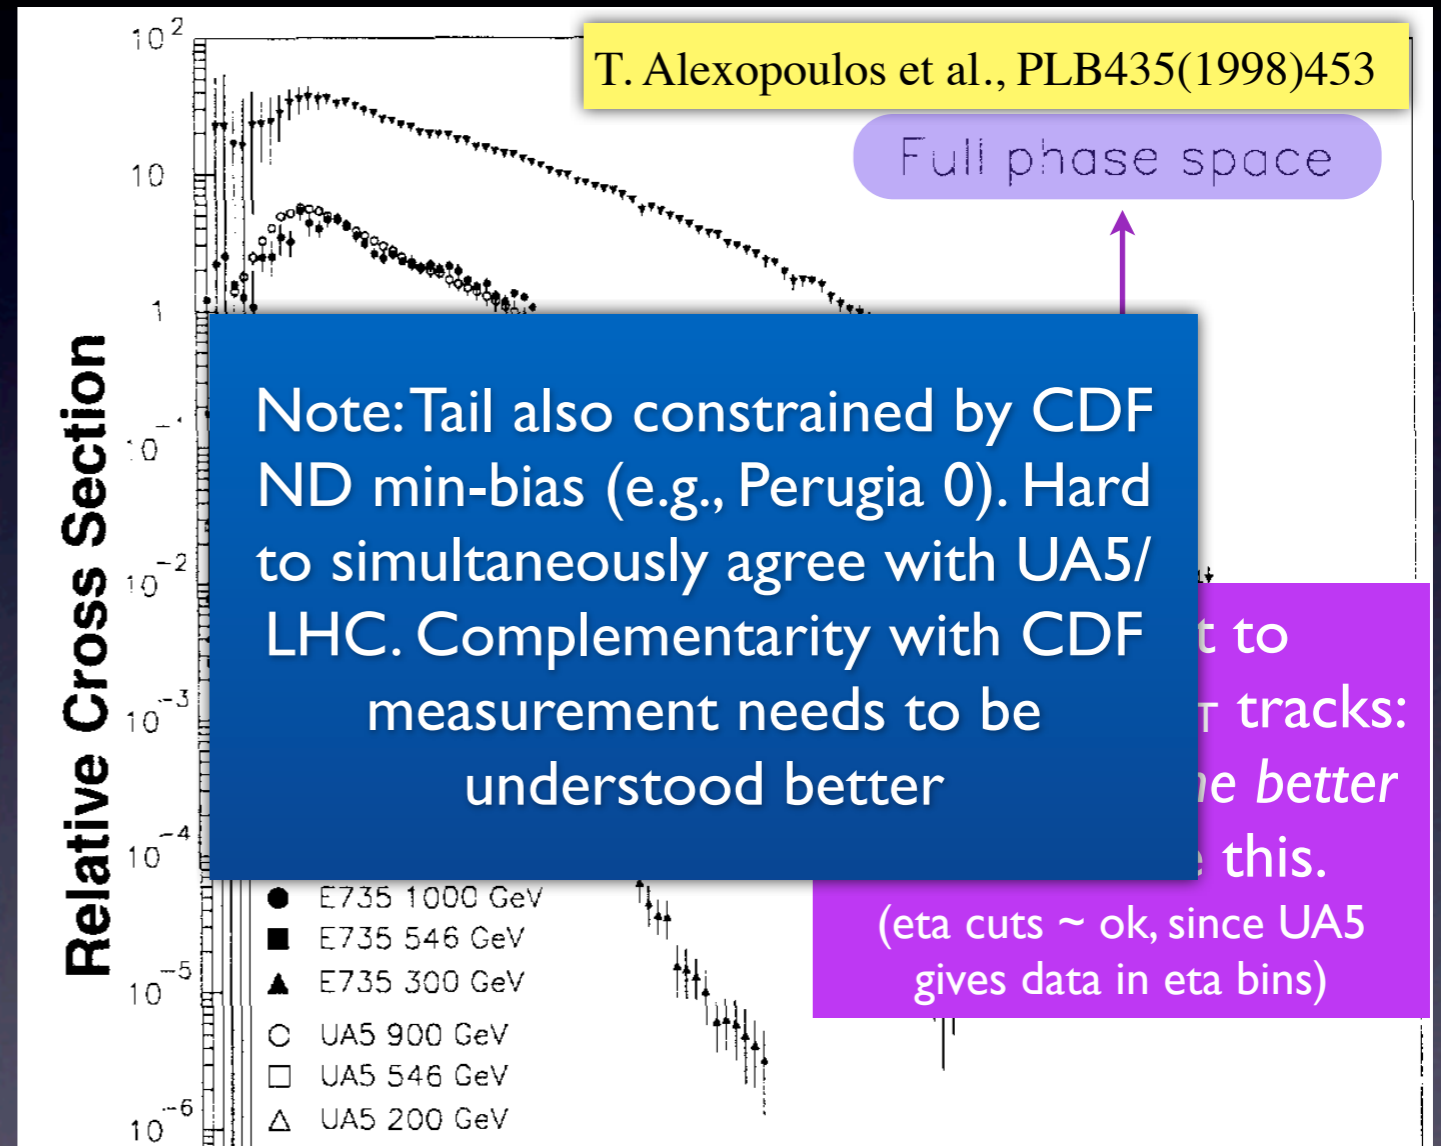 T. Alexopoulos et al., PLB435(1998)453
Full phase space
10^2
10
1
10^-1
10^-2
10^-3
10^-4
10^-5
10^-6
Relative Cross Section
Note: Tail also constrained by CDF
ND min-bias (e.g., Perugia 0). Hard
to simultaneously agree with UA5/
LHC. Complementarity with CDF
measurement needs to be
understood better
to
T tracks:
better
this.
(eta cuts ~ ok, since UA5
gives data in eta bins)
E735 1000 GeV
E735 546 GeV
E735 300 GeV
UA5 900 GeV
UA5 546 GeV
UA5 200 GeV